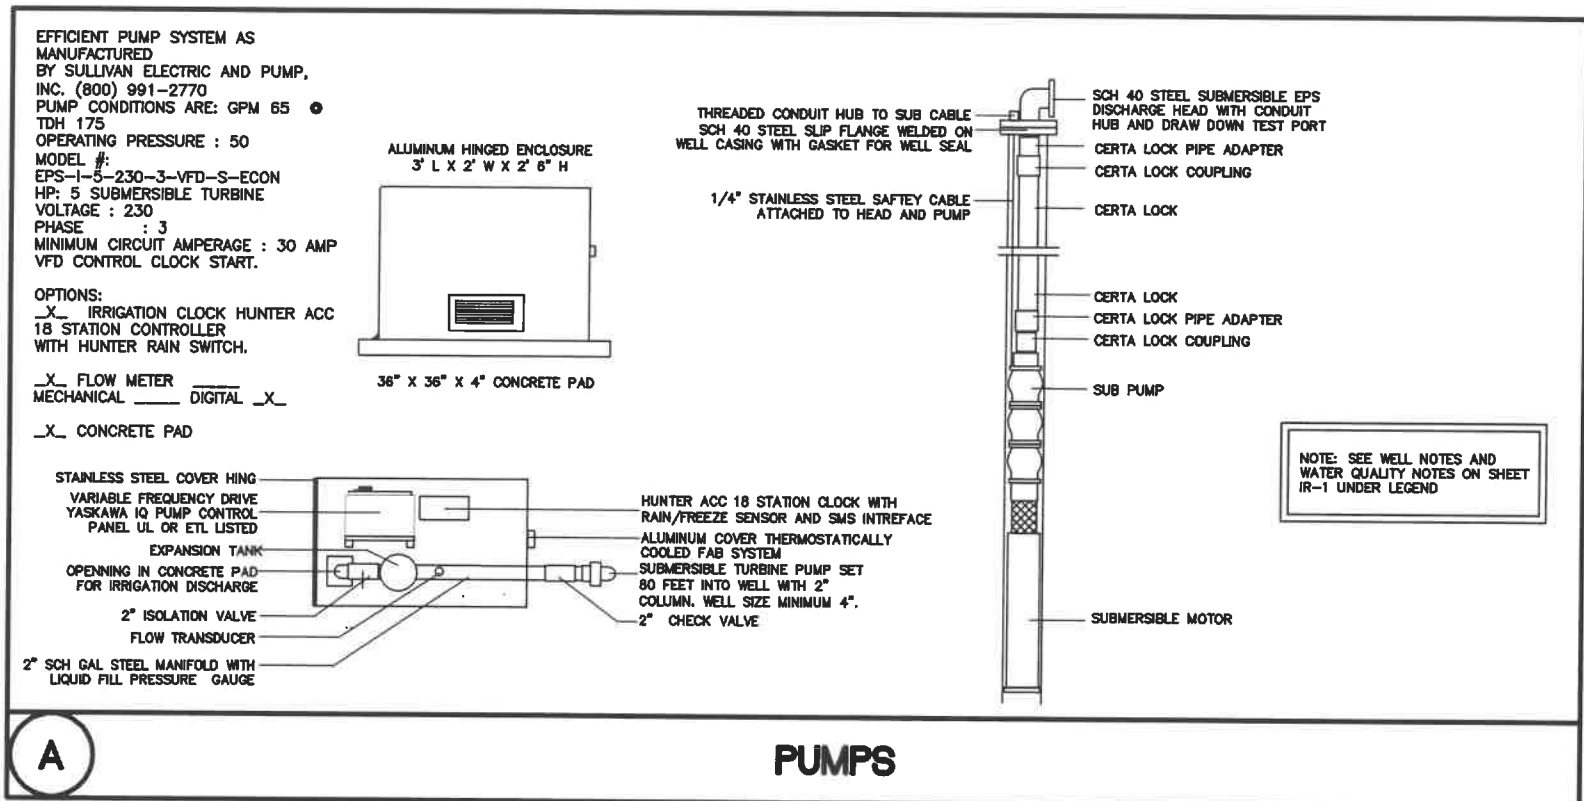 EFFICIENT PUMP SYSTEM AS
MANUFACTURED
BY SULLIVAN ELECTRIC AND PUMP,
INC. (800) 991-2770
PUMP CONDITIONS ARE: GPM 65 @
TDH 175
OPERATING PRESSURE : 50
MODEL #:
EPS-I-5-230-3-VFD-S-ECON
HP: 5 SUBMERSIBLE TURBINE
VOLTAGE : 230
PHASE : 3
MINIMUM CIRCUIT AMPERAGE : 30 AMP
VFD CONTROL CLOCK START.
OPTIONS:
_X_ IRRIGATION CLOCK HUNTER ACC
18 STATION CONTROLLER
WITH HUNTER RAIN SWITCH.
_X_ FLOW METER ____
MECHANICAL ____ DIGITAL _X_
_X_ CONCRETE PAD
ALUMINUM HINGED ENCLOSURE
3' L X 2' W X 2' 6" H
36" X 36" X 4" CONCRETE PAD
STAINLESS STEEL COVER HING
VARIABLE FREQUENCY DRIVE
YASKAWA IQ PUMP CONTROL
PANEL UL OR ETL LISTED
EXPANSION TANK
OPENNING IN CONCRETE PAD
FOR IRRIGATION DISCHARGE
2" ISOLATION VALVE
FLOW TRANSDUCER
2" SCH GAL STEEL MANIFOLD WITH
LIQUID FILL PRESSURE GAUGE
HUNTER ACC 18 STATION CLOCK WITH
RAIN/FREEZE SENSOR AND SMS INTREFACE
ALUMINUM COVER THERMOSTATICALLY
COOLED FAB SYSTEM
SUBMERSIBLE TURBINE PUMP SET
80 FEET INTO WELL WITH 2"
COLUMN. WELL SIZE MINIMUM 4".
2" CHECK VALVE
THREADED CONDUIT HUB TO SUB CABLE
SCH 40 STEEL SLIP FLANGE WELDED ON
WELL CASING WITH GASKET FOR WELL SEAL
1/4" STAINLESS STEEL SAFTEY CABLE
ATTACHED TO HEAD AND PUMP
SCH 40 STEEL SUBMERSIBLE EPS
DISCHARGE HEAD WITH CONDUIT
HUB AND DRAW DOWN TEST PORT
CERTA LOCK PIPE ADAPTER
CERTA LOCK COUPLING
CERTA LOCK
CERTA LOCK
CERTA LOCK PIPE ADAPTER
CERTA LOCK COUPLING
SUB PUMP
SUBMERSIBLE MOTOR
NOTE: SEE WELL NOTES AND
WATER QUALITY NOTES ON SHEET
IR-1 UNDER LEGEND
A
PUMPS